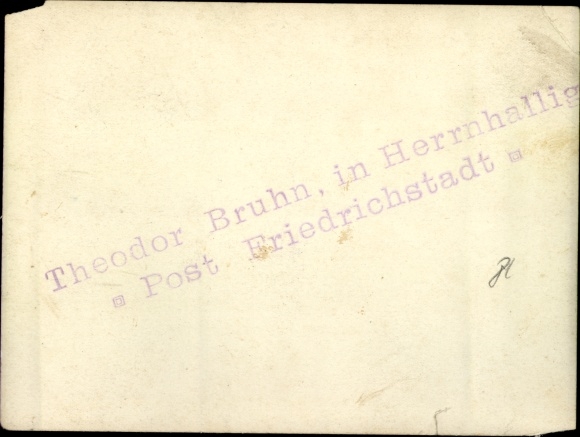 Theodor Bruhn, in Herrnhallig
¤ Post Friedrichstadt ¤